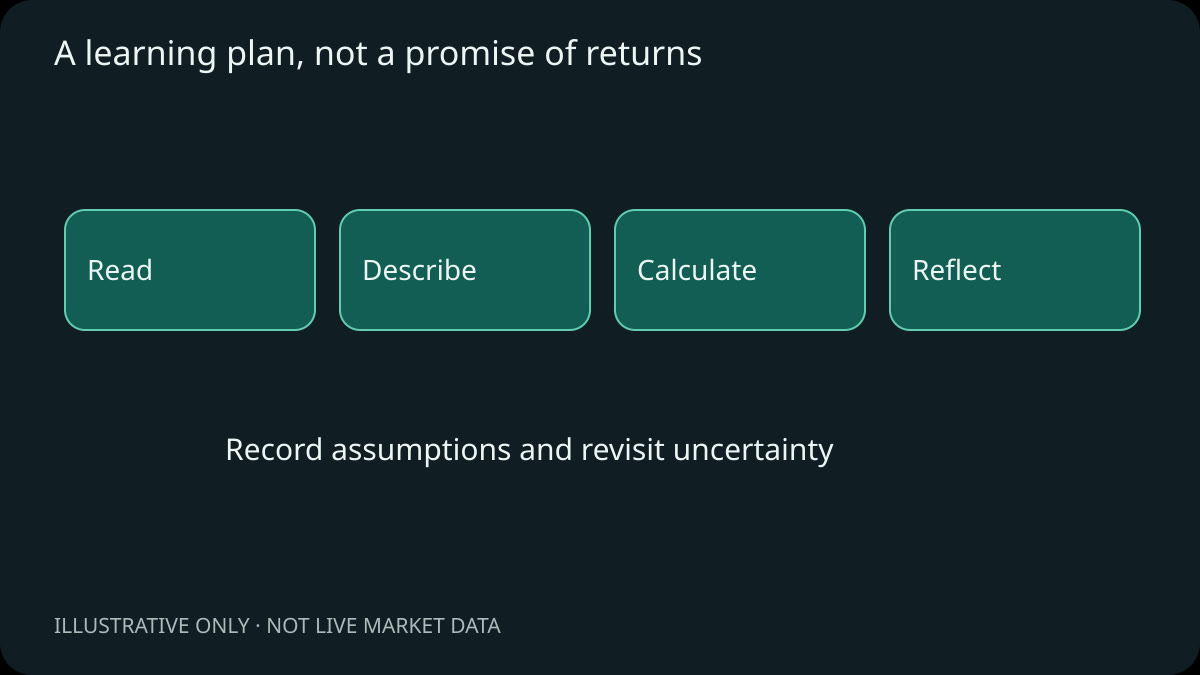 A learning plan, not a promise of returns
Read
Describe
Calculate
Reflect
Record assumptions and revisit uncertainty
ILLUSTRATIVE ONLY · NOT LIVE MARKET DATA